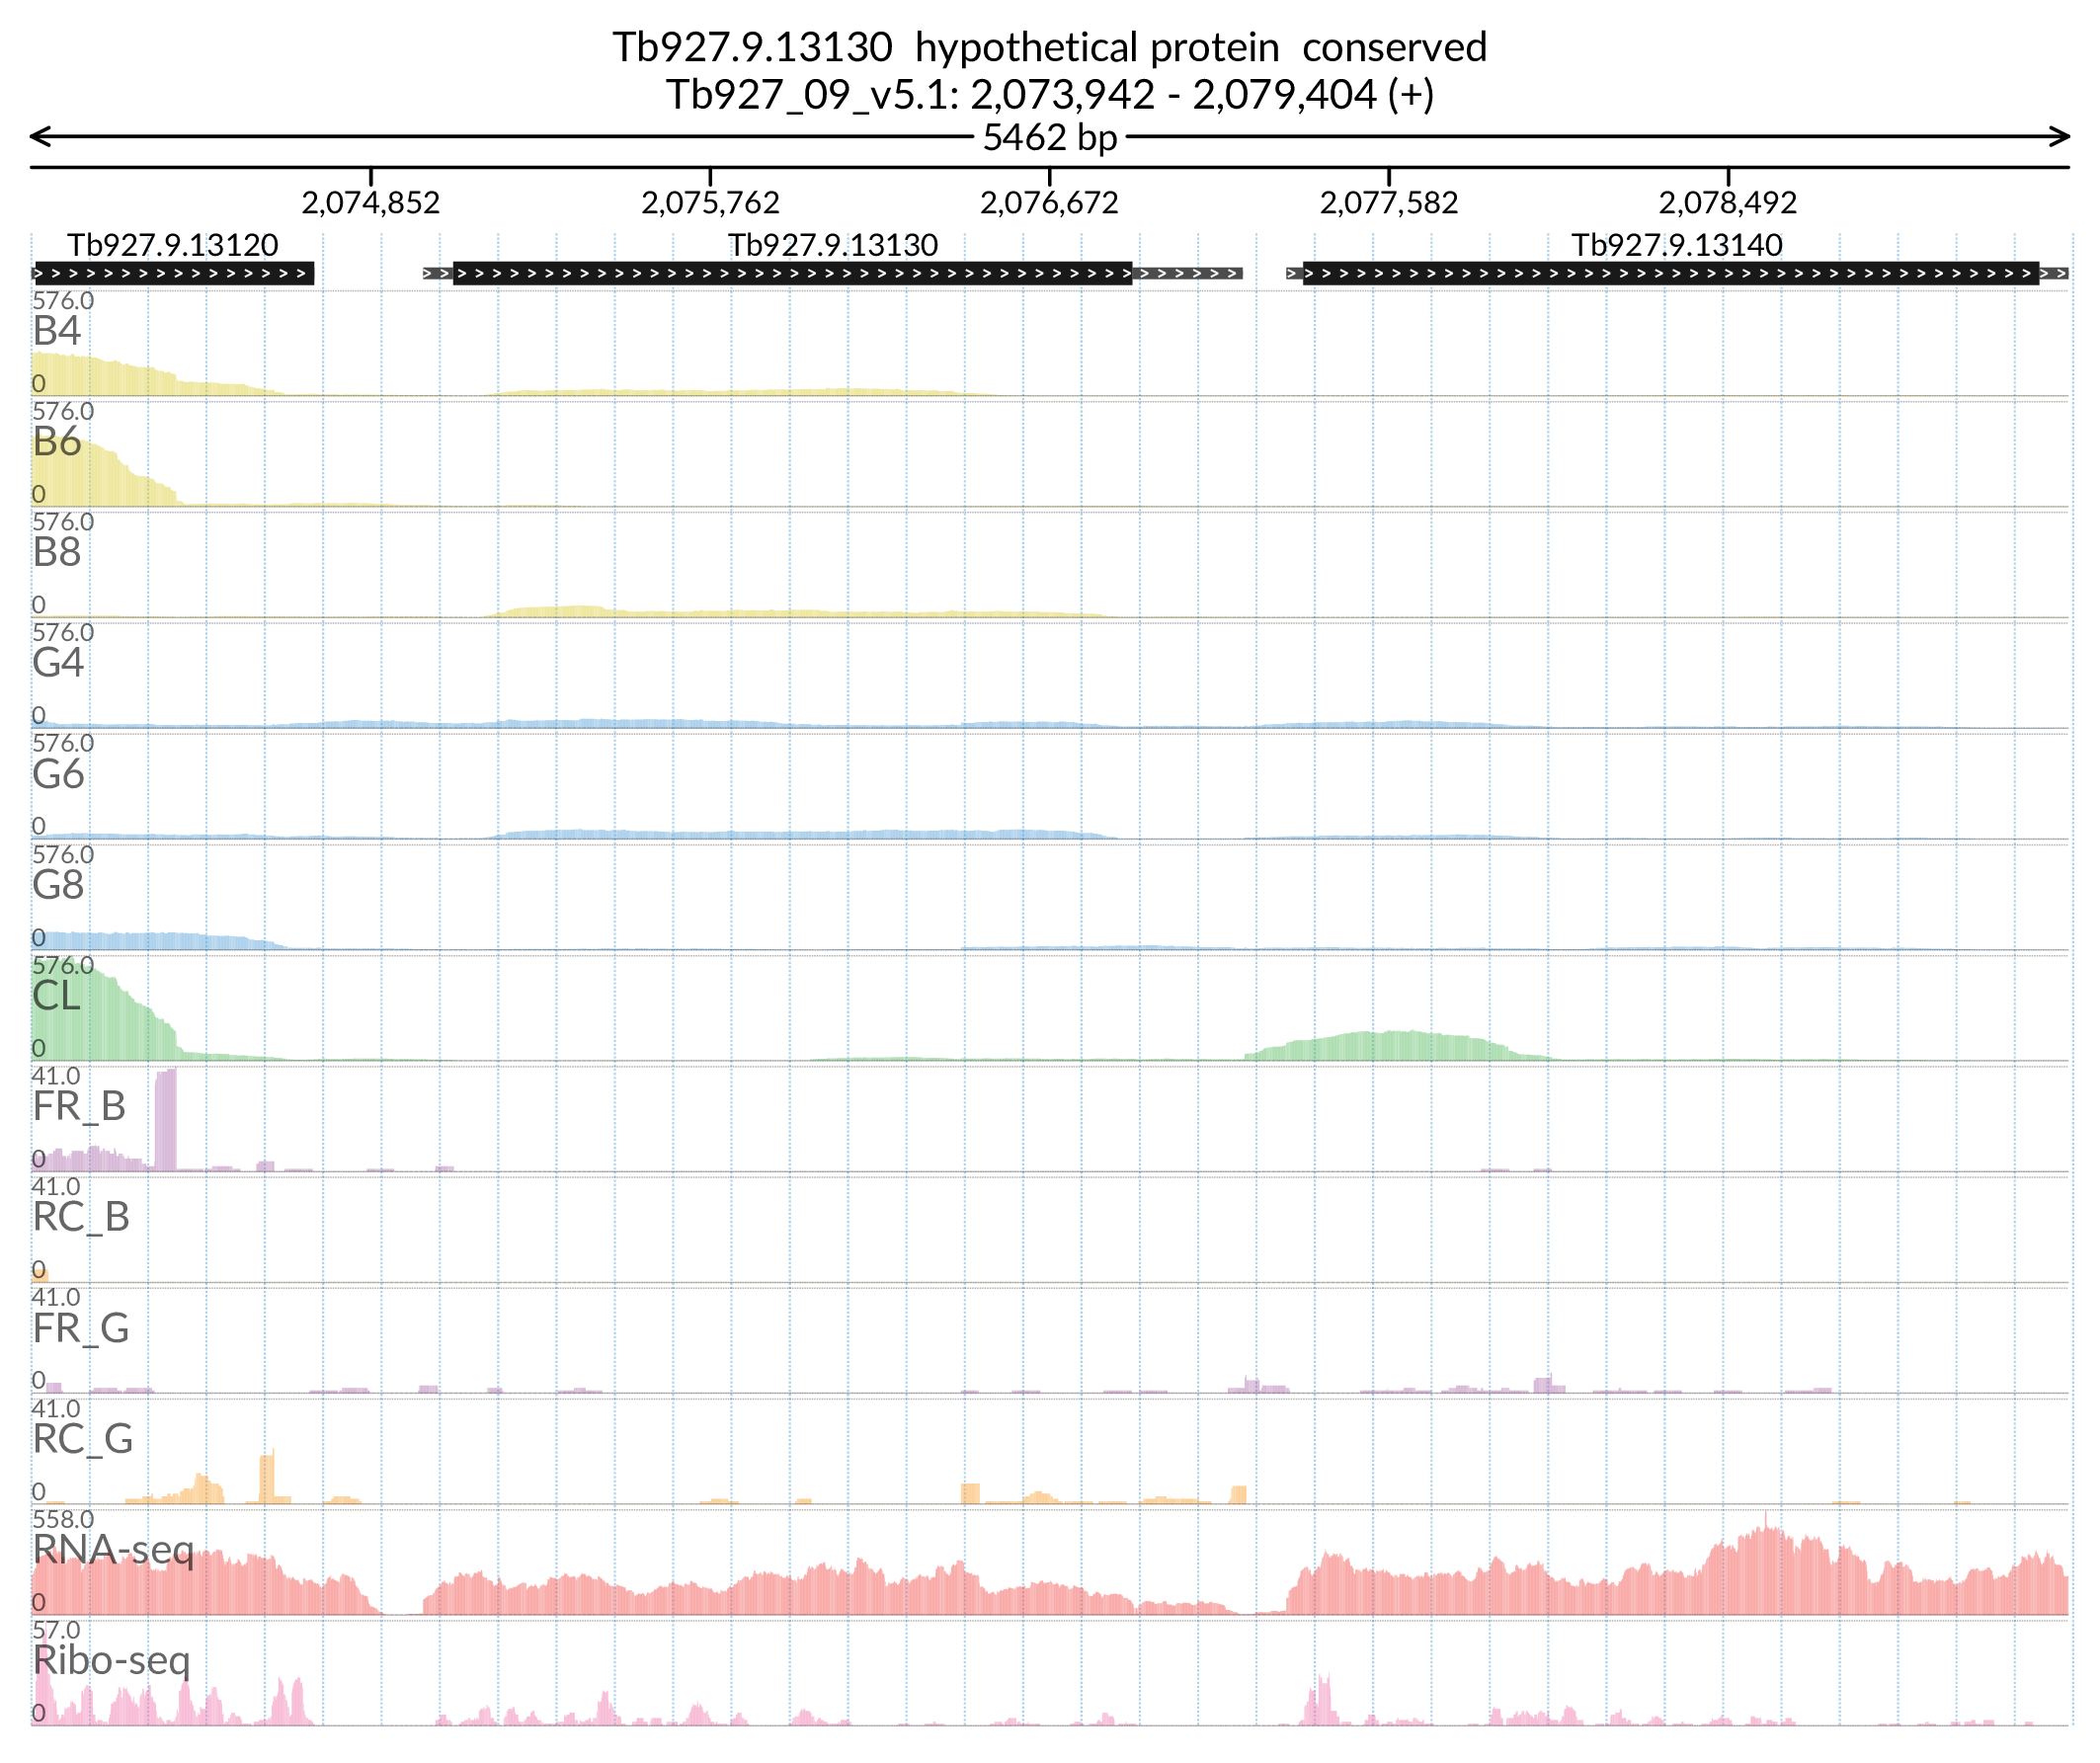 Tb927.9.13130  hypothetical protein  conserved
Tb927_09_v5.1: 2,073,942 - 2,079,404 (+)
5462 bp
2,074,852 2,075,762 2,076,672 2,077,582 2,078,492
Tb927.9.13120 Tb927.9.13130 Tb927.9.13140
576.0
B4
0
576.0
B6
0
576.0
B8
0
576.0
G4
0
576.0
G6
0
576.0
G8
0
576.0
CL
0
41.0
FR_B
0
41.0
RC_B
0
41.0
FR_G
0
41.0
RC_G
0
558.0
RNA-seq
0
57.0
Ribo-seq
0